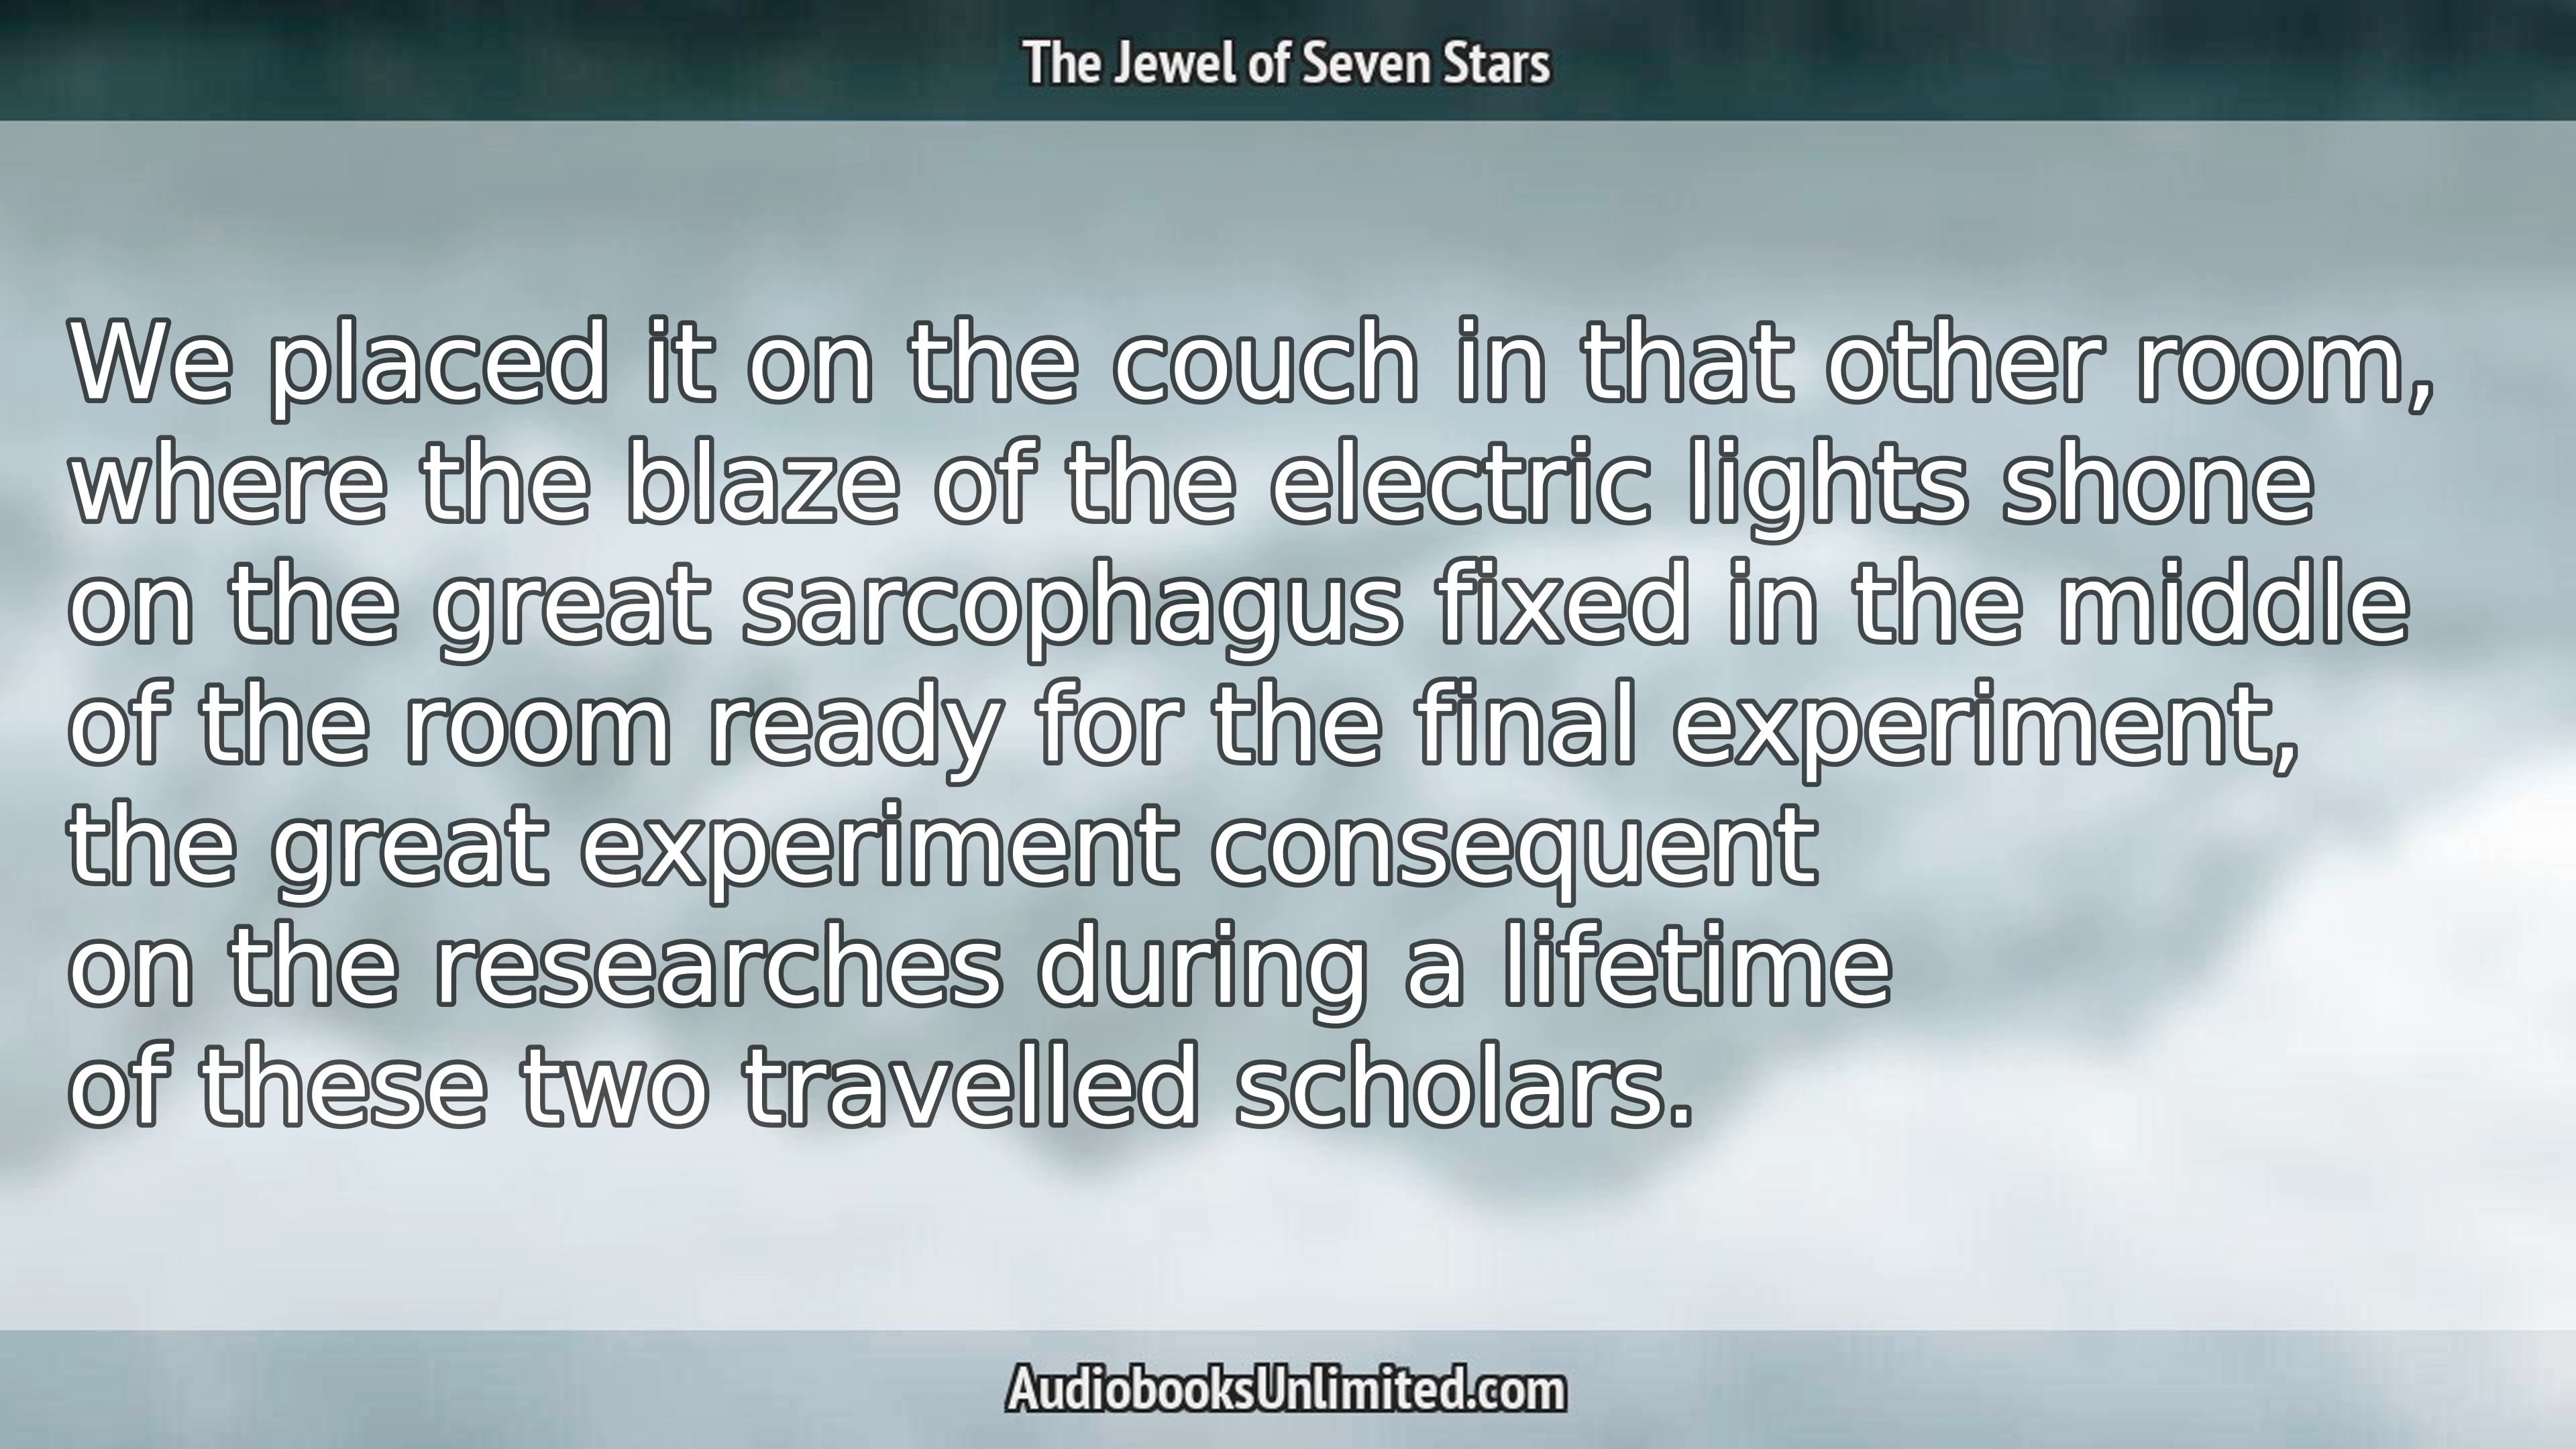 The Jewel of Seven Stars
We placed it on the couch in that other room,
where the blaze of the electric lights shone
on the great sarcophagus fixed in the middle
of the room ready for the final experiment,
the great experiment consequent
on the researches during a lifetime
of these two travelled scholars.
AudiobooksUnlimited.com